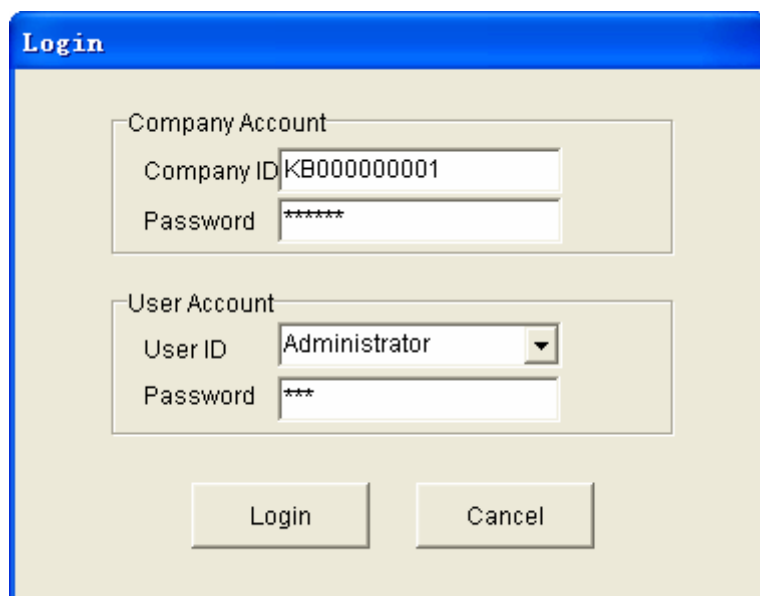 Login
Company Account
Company ID KB000000001
Password ******
User Account
User ID Administrator
Password ***
Login Cancel